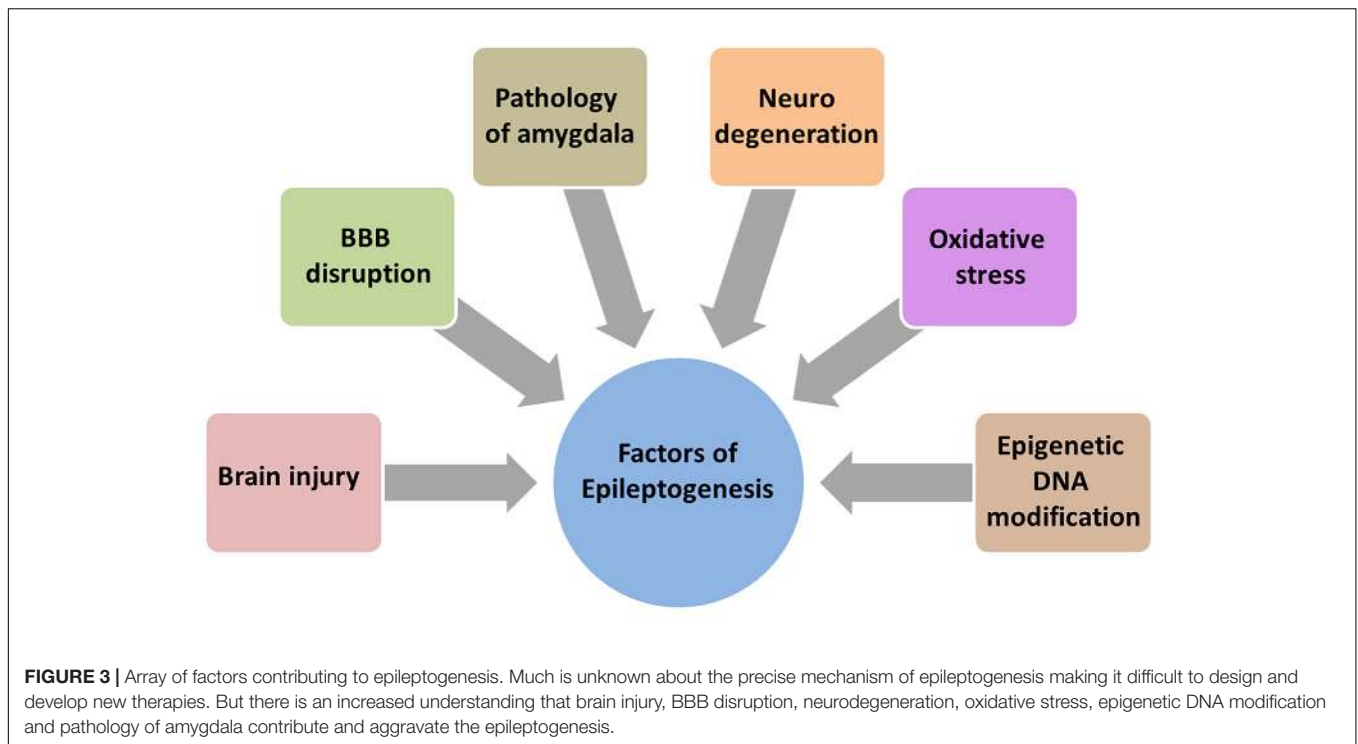 Pathology
of amygdala
Neuro
degeneration
BBB
disruption
Oxidative
stress
Brain injury
Factors of
Epileptogenesis
Epigenetic
DNA
modification
FIGURE 3 | Array of factors contributing to epileptogenesis. Much is unknown about the precise mechanism of epileptogenesis making it difficult to design and
develop new therapies. But there is an increased understanding that brain injury, BBB disruption, neurodegeneration, oxidative stress, epigenetic DNA modification
and pathology of amygdala contribute and aggravate the epileptogenesis.